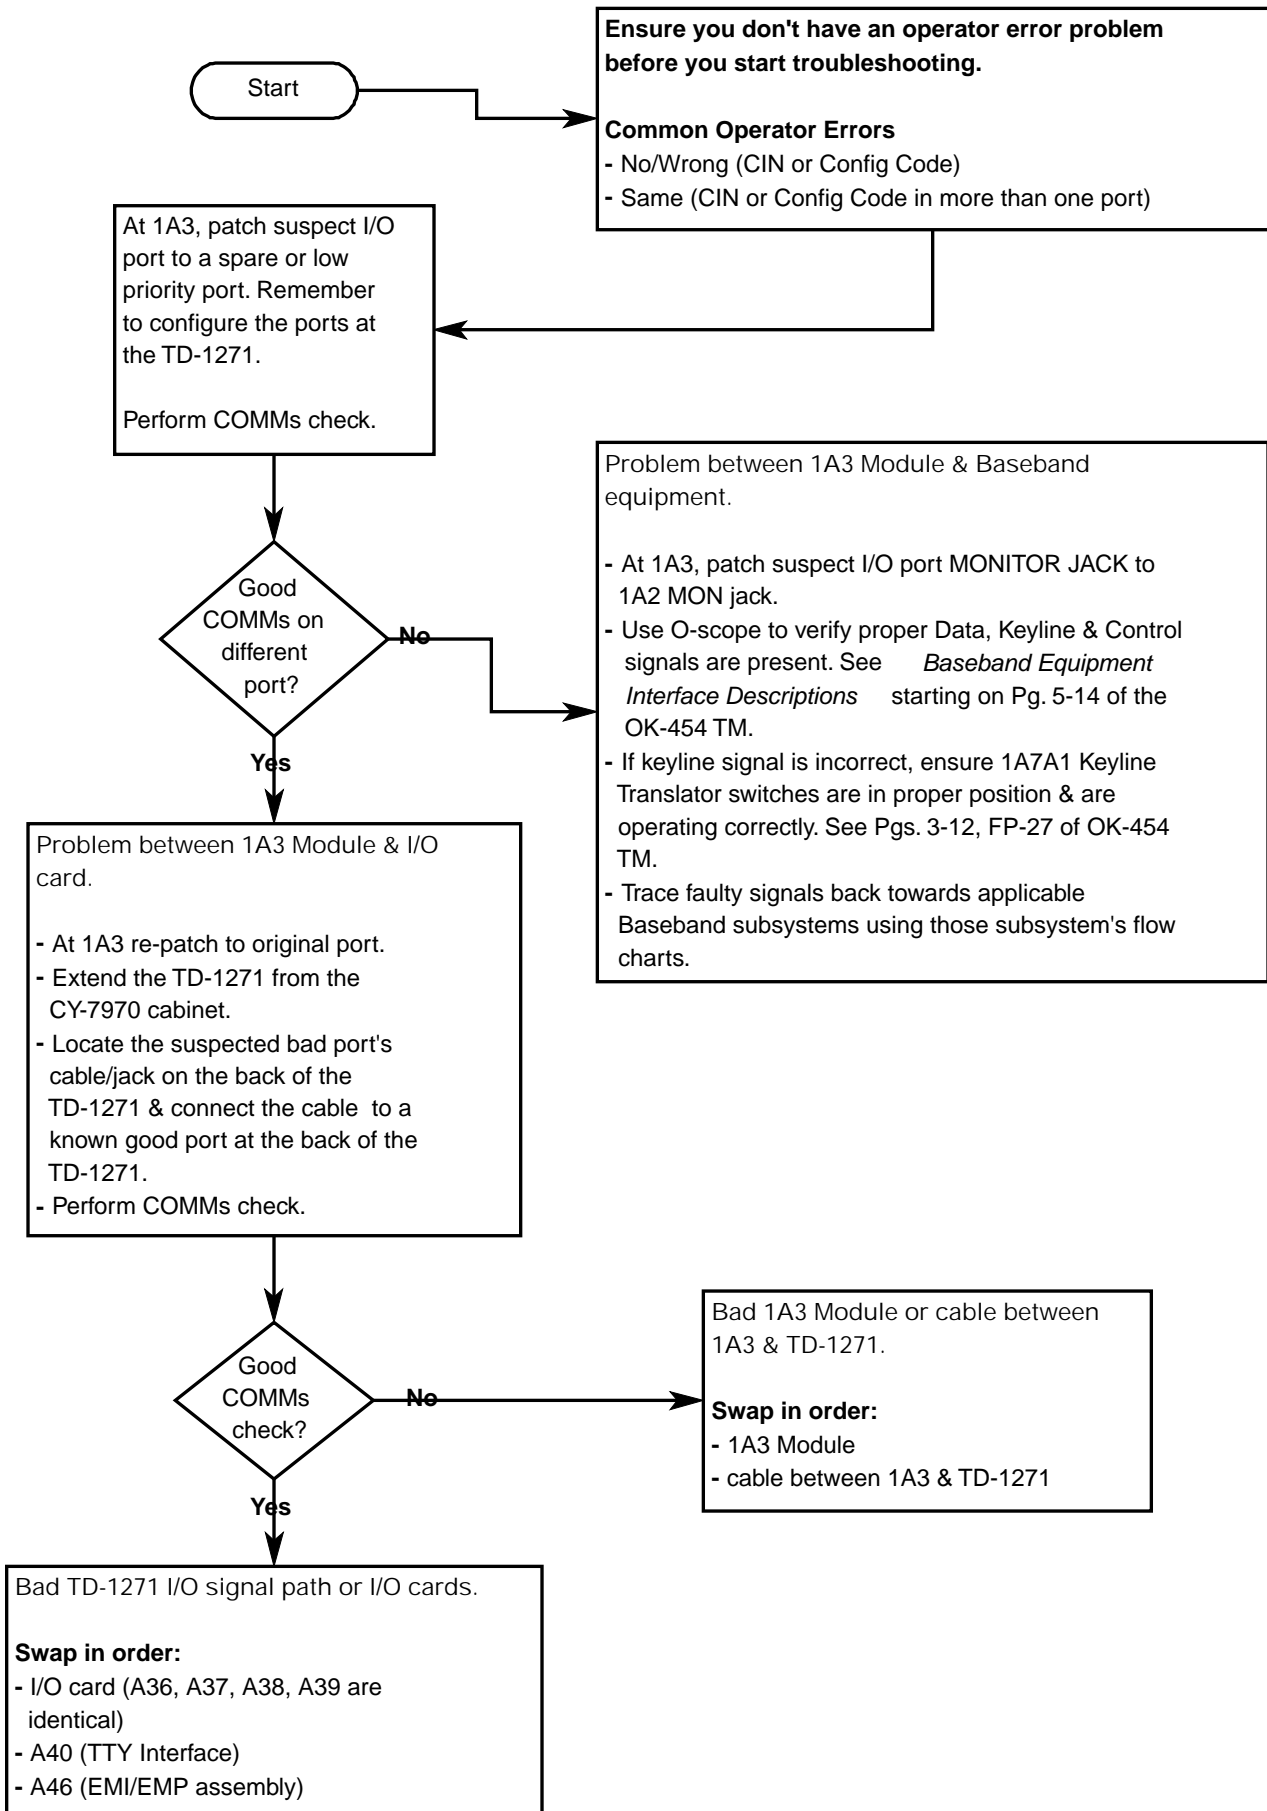 Start
Ensure you don't have an operator error problem
before you start troubleshooting.
Common Operator Errors
- No/Wrong (CIN or Config Code)
- Same (CIN or Config Code in more than one port)
At 1A3, patch suspect I/O
port to a spare or low
priority port. Remember
to configure the ports at
the TD-1271.
Perform COMMs check.
Good
COMMs on
different
port?
No
Yes
Problem between 1A3 Module & Baseband
equipment.
- At 1A3, patch suspect I/O port MONITOR JACK to
1A2 MON jack.
- Use O-scope to verify proper Data, Keyline & Control
signals are present. See Baseband Equipment
Interface Descriptions starting on Pg. 5-14 of the
OK-454 TM.
- If keyline signal is incorrect, ensure 1A7A1 Keyline
Translator switches are in proper position & are
operating correctly. See Pgs. 3-12, FP-27 of OK-454
TM.
- Trace faulty signals back towards applicable
Baseband subsystems using those subsystem's flow
charts.
Problem between 1A3 Module & I/O
card.
- At 1A3 re-patch to original port.
- Extend the TD-1271 from the
CY-7970 cabinet.
- Locate the suspected bad port's
cable/jack on the back of the
TD-1271 & connect the cable to a
known good port at the back of the
TD-1271.
- Perform COMMs check.
Good
COMMs
check?
No
Yes
Bad 1A3 Module or cable between
1A3 & TD-1271.
Swap in order:
- 1A3 Module
- cable between 1A3 & TD-1271
Bad TD-1271 I/O signal path or I/O cards.
Swap in order:
- I/O card (A36, A37, A38, A39 are
identical)
- A40 (TTY Interface)
- A46 (EMI/EMP assembly)